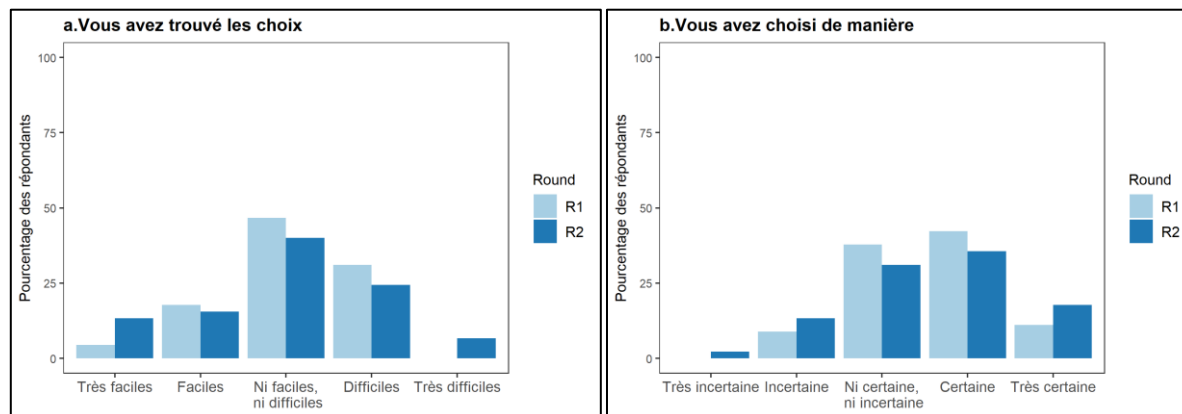 a.Vous avez trouvé les choix
Pourcentage des répondants
100
75
50
25
0
Très faciles
Faciles
Ni faciles,
ni difficiles
Difficiles
Très difficiles
Round
R1
R2
b.Vous avez choisi de manière
Pourcentage des répondants
100
75
50
25
0
Très incertaine
Incertaine
Ni certaine,
ni incertaine
Certaine
Très certaine
Round
R1
R2